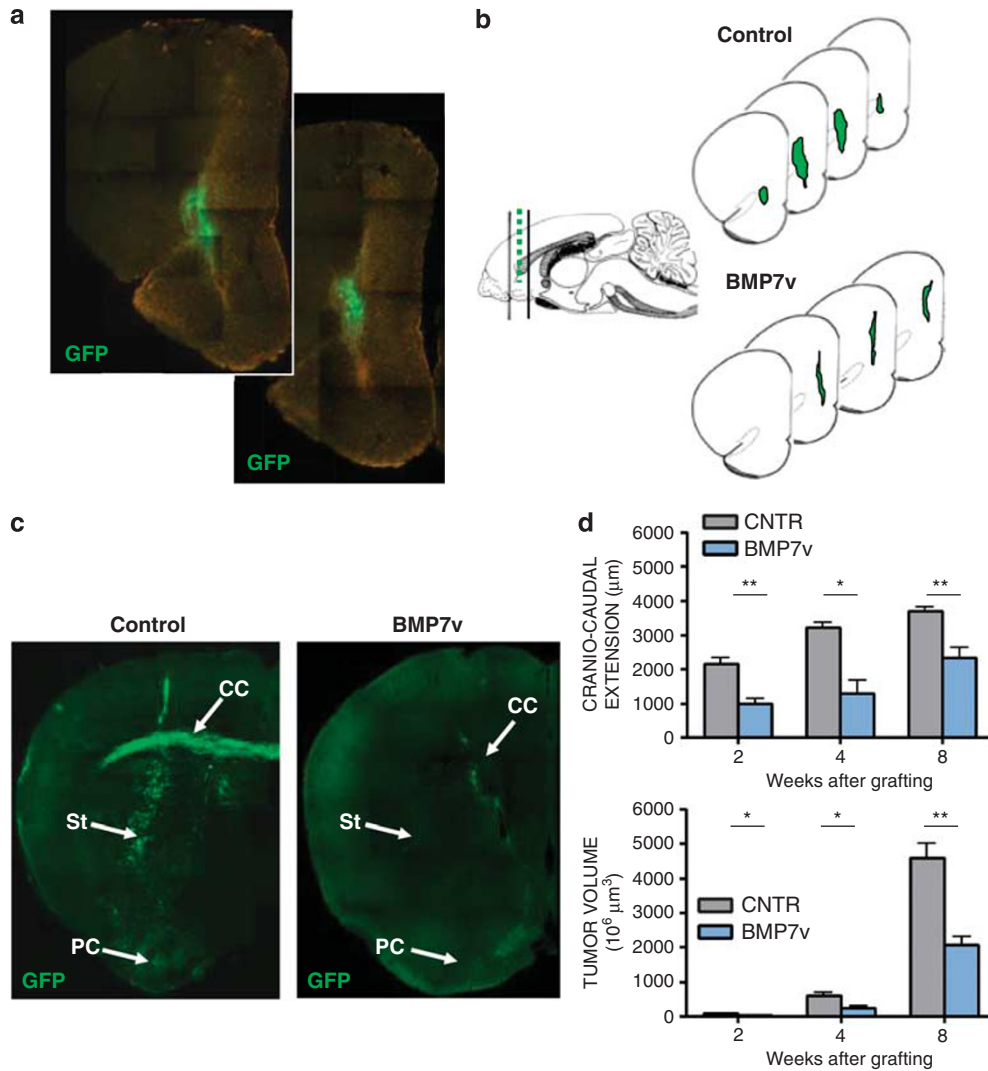 a
GFP
GFP
b
Control
BMP7v
c
Control
CC
St
PC
GFP
BMP7v
CC
St
PC
GFP
d
CNTR
BMP7v
CRANIO-CAUDAL
EXTENSION (μm)
6000
5000
4000
3000
2000
1000
0
**
*
**
2
4
8
Weeks after grafting
TUMOR VOLUME
(10⁶ μm³)
6000
5000
4000
3000
2000
1000
0
*
*
**
CNTR
BMP7v
2
4
8
Weeks after grafting